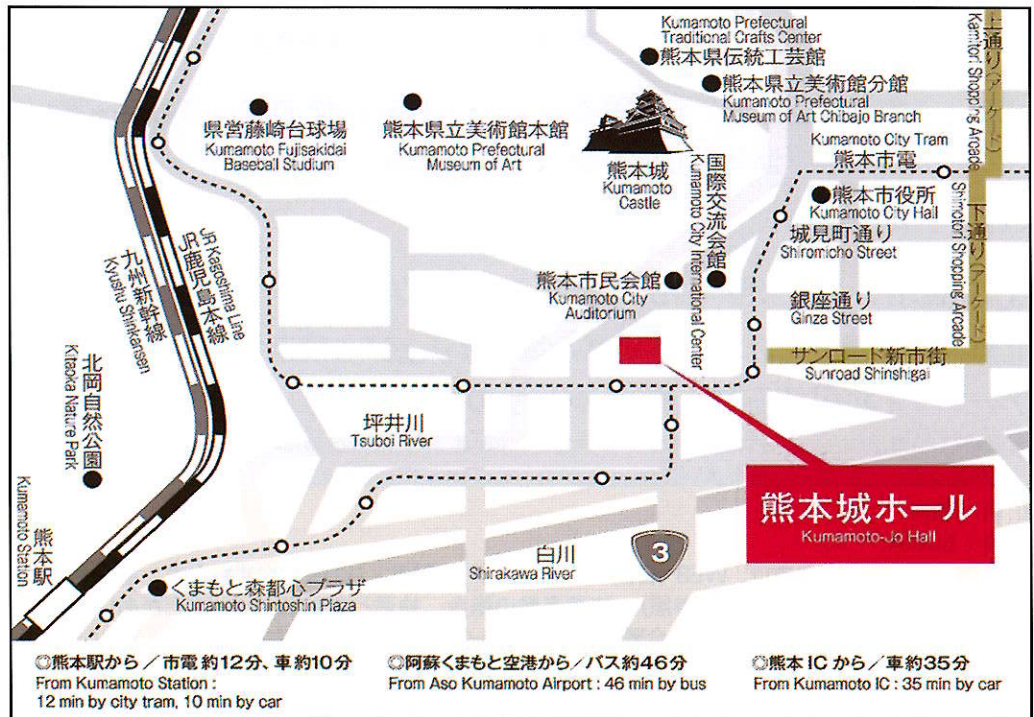 Kumamoto Prefectural
Traditional Crafts Center
熊本県伝統工芸館
上通り(アーケード)
Kamitori Shopping Arcade
熊本県立美術館分館
Kumamoto Prefectural
Museum of Art Chibajo Branch
県営藤崎台球場
Kumamoto Fujisakidai
Baseball Studium
熊本県立美術館本館
Kumamoto Prefectural
Museum of Art
熊本城
Kumamoto
Castle
国際交流会館
Kumamoto City International Center
Kumamoto City Tram
熊本市電
熊本市役所
Kumamoto City Hall
下通り(アーケード)
Shimotori Shopping Arcade
城見町通り
Shiromicho Street
JR Kagoshima Line
JR鹿児島本線
九州新幹線
Kyushu Shinkansen
熊本市民会館
Kumamoto City
Auditorium
銀座通り
Ginza Street
サンロード新市街
Sunroad Shinshigai
北岡自然公園
Kitaoka Nature Park
坪井川
Tsuboi River
熊本城ホール
Kumamoto-Jo Hall
熊本駅
Kumamoto Station
白川
Shirakawa River
3
くまもと森都心プラザ
Kumamoto Shintoshin Plaza
◎熊本駅から/市電約12分、車約10分
From Kumamoto Station :
12 min by city tram, 10 min by car
◎阿蘇くまもと空港から/バス約46分
From Aso Kumamoto Airport : 46 min by bus
◎熊本ICから/車約35分
From Kumamoto IC : 35 min by car